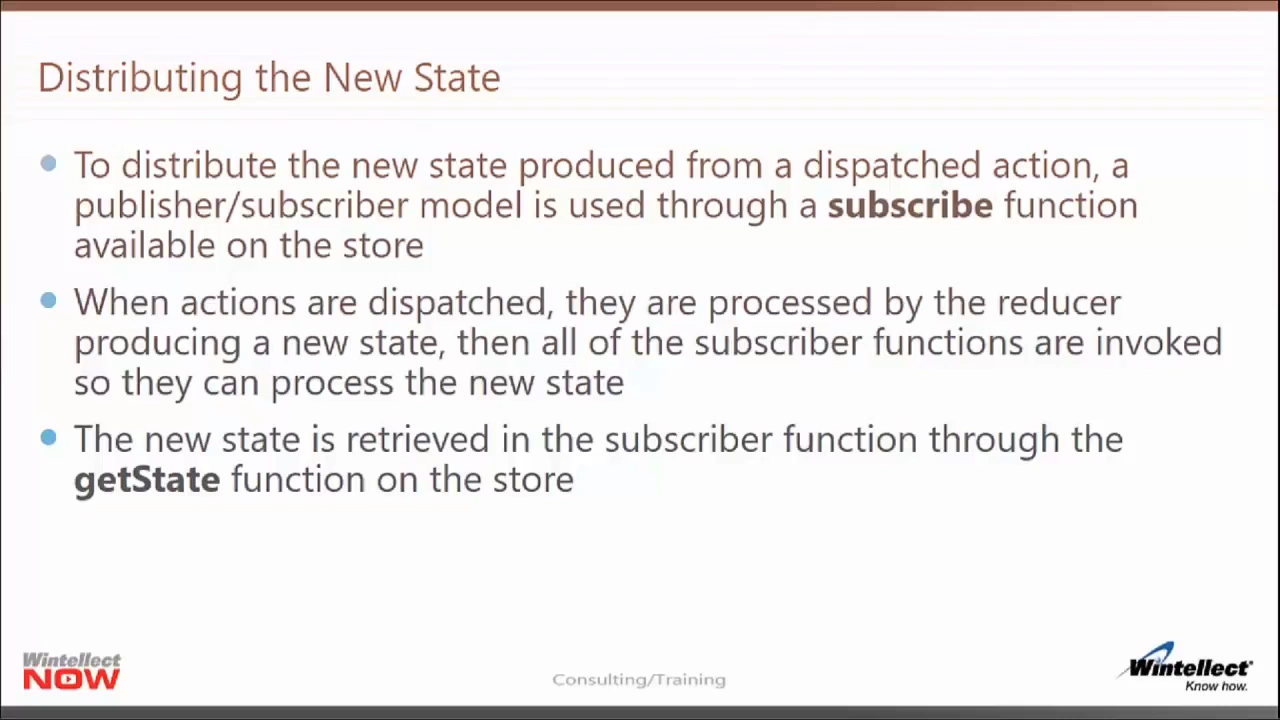 Distributing the New State
To distribute the new state produced from a dispatched action, a
publisher/subscriber model is used through a subscribe function
available on the store
When actions are dispatched, they are processed by the reducer
producing a new state, then all of the subscriber functions are invoked
so they can process the new state
The new state is retrieved in the subscriber function through the
getState function on the store
Wintellect
NOW
Consulting/Training
Wintellect
Know how.